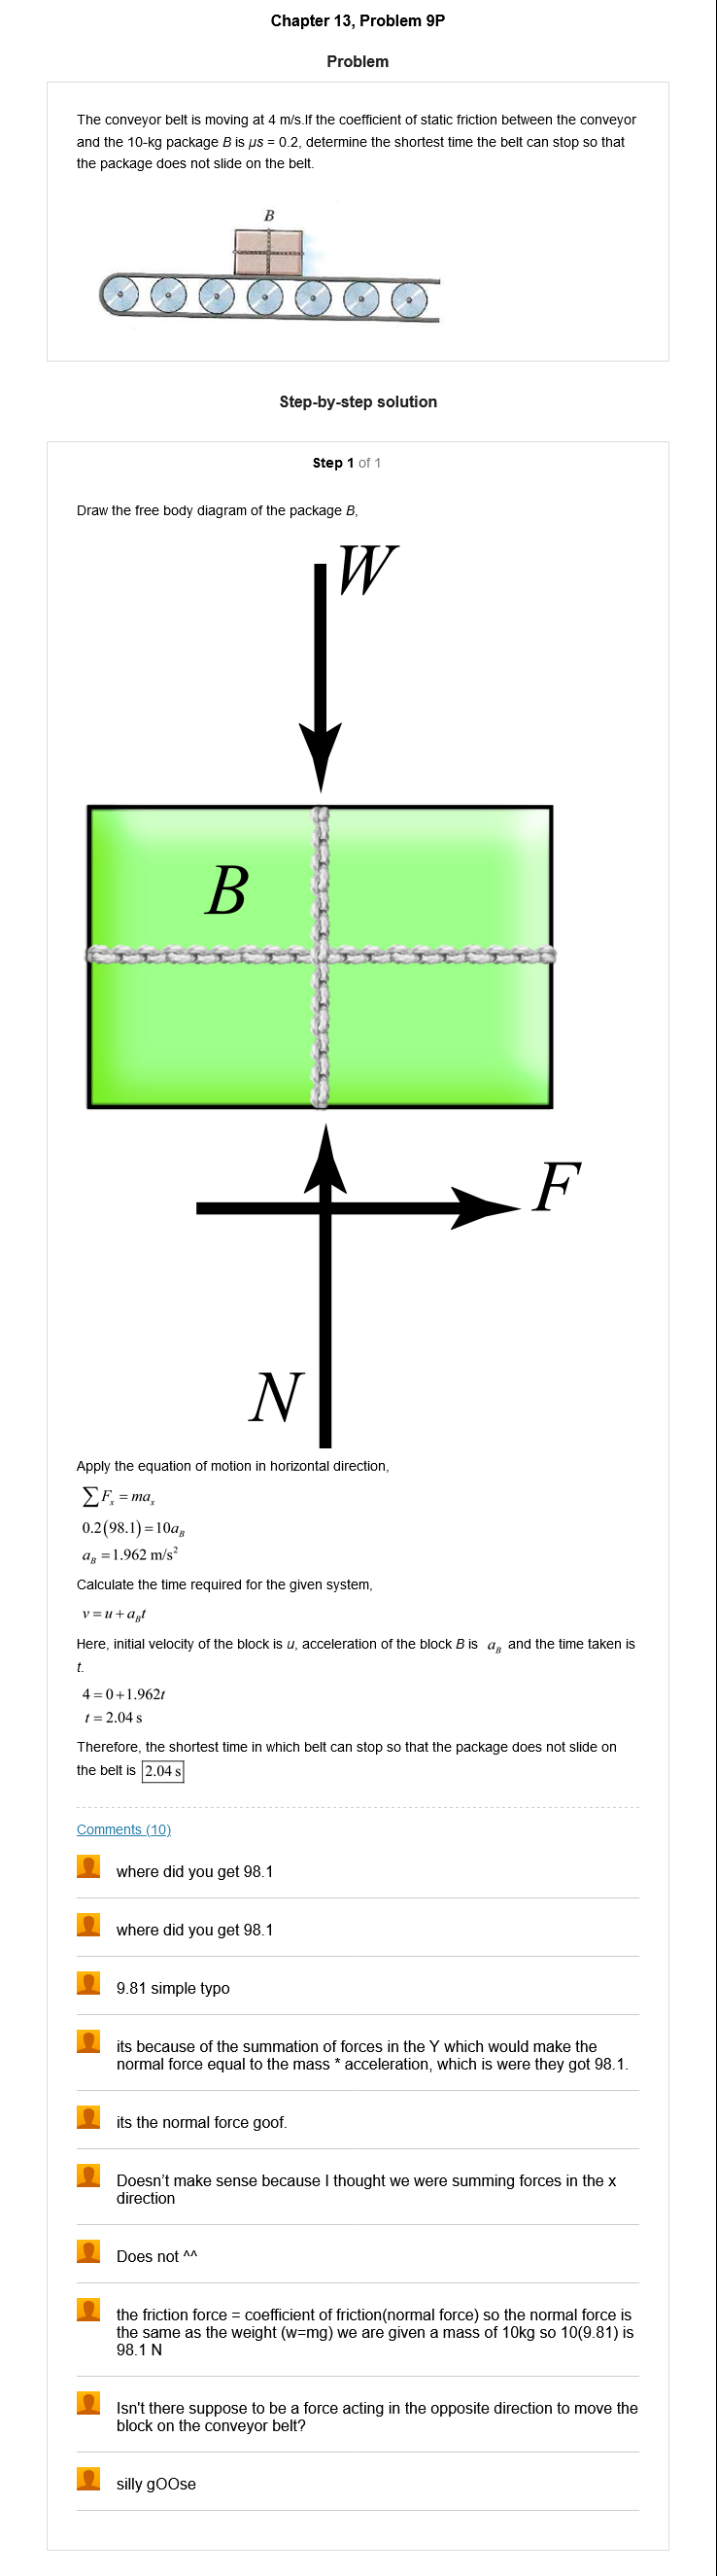 Chapter 13, Problem 9P
Problem
The conveyor belt is moving at 4 m/s.If the coefficient of static friction between the conveyor
and the 10-kg package B is μs = 0.2, determine the shortest time the belt can stop so that
the package does not slide on the belt.
B
Step-by-step solution
Step 1 of 1
Draw the free body diagram of the package B,
W
B
F
N
Apply the equation of motion in horizontal direction,
∑Fₓ = maₓ
0.2(98.1) = 10a_B
a_B = 1.962 m/s²
Calculate the time required for the given system,
v = u + a_Bt
Here, initial velocity of the block is u, acceleration of the block B is a_B and the time taken is
t.
4 = 0+1.962t
t = 2.04 s
Therefore, the shortest time in which belt can stop so that the package does not slide on
the belt is 2.04 s
Comments (10)
where did you get 98.1
where did you get 98.1
9.81 simple typo
its because of the summation of forces in the Y which would make the
normal force equal to the mass * acceleration, which is were they got 98.1.
its the normal force goof.
Doesn't make sense because I thought we were summing forces in the x
direction
Does not ^^
the friction force = coefficient of friction(normal force) so the normal force is
the same as the weight (w=mg) we are given a mass of 10kg so 10(9.81) is
98.1 N
Isn't there suppose to be a force acting in the opposite direction to move the
block on the conveyor belt?
silly gOOse